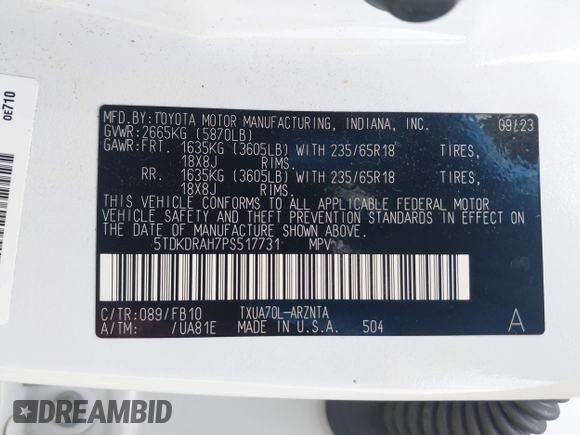 0E710
MFD.BY:TOYOTA MOTOR MANUFACTURING, INDIANA, INC. 09/23
GVWR:2665KG (5870LB)
GAWR:FRT. 1635KG (3605LB) WITH 235/65R18 TIRES,
18X8J RIMS,
RR. 1635KG (3605LB) WITH 235/65R18 TIRES,
18X8J RIMS.
THIS VEHICLE CONFORMS TO ALL APPLICABLE FEDERAL MOTOR
VEHICLE SAFETY AND THEFT PREVENTION STANDARDS IN EFFECT ON
THE DATE OF MANUFACTURE SHOWN ABOVE.
5TDKDRAH7PS517731 MPV
C/TR:089/FB10 TXUA70L-ARZNTA
A/TM: /UA81E MADE IN U.S.A. 504 A
DREAMBID